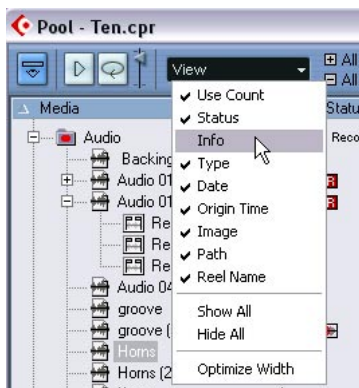 Pool - Ten.cpr
View
All
All
Media
Statu
Use Count
Status
Info
Type
Date
Origin Time
Image
Path
Reel Name
Show All
Hide All
Optimize Width
Audio
Reco
Backing
Audio 01
R
Audio 01
R
Re
Re
Re
Audio 04
groove
groove (
Horns
Horns (2